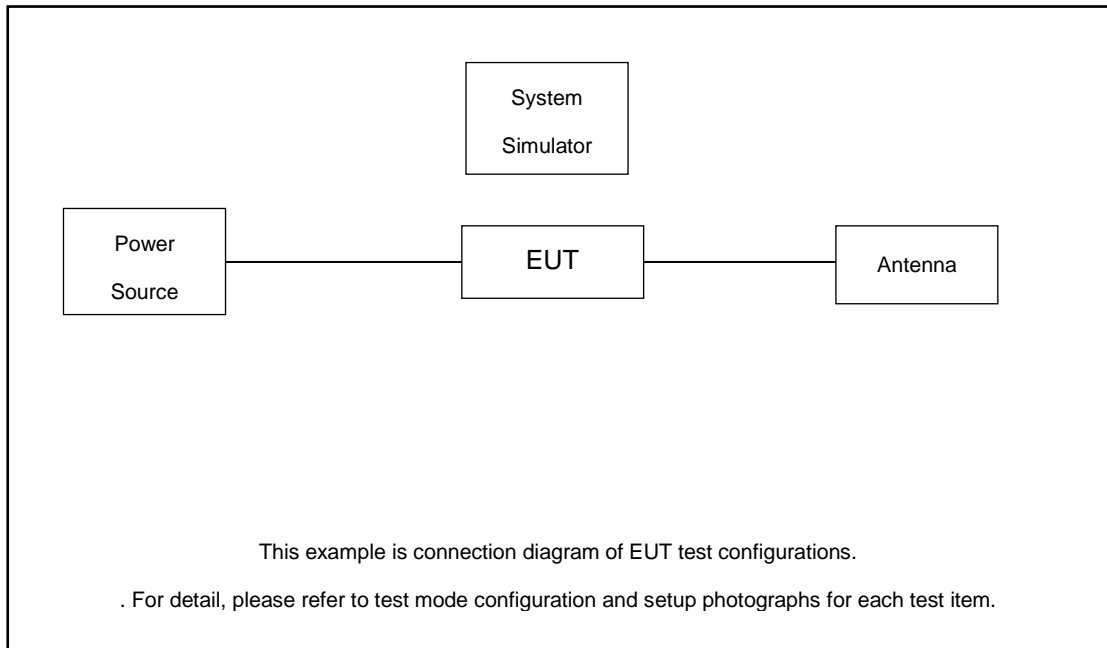 System
Simulator
Power
Source
EUT
Antenna
This example is connection diagram of EUT test configurations.
. For detail, please refer to test mode configuration and setup photographs for each test item.